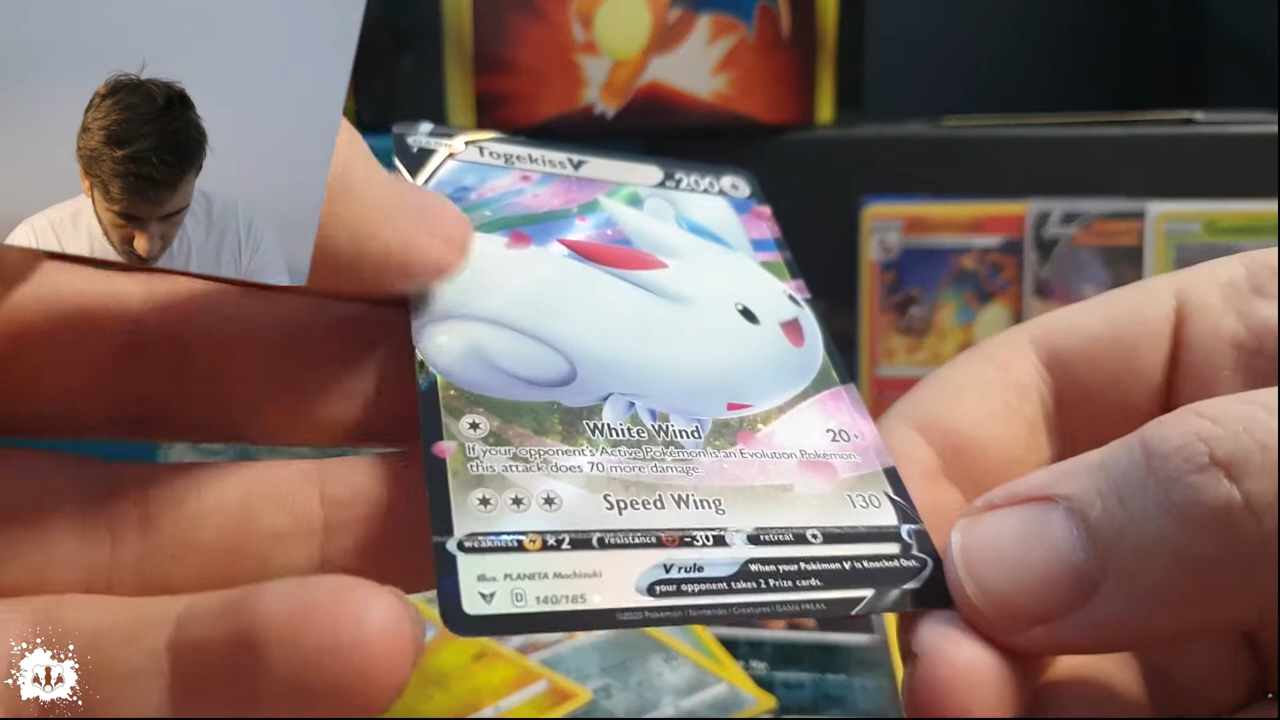 Togekiss V
200
White Wind 20+
If your opponent's Active Pokémon is an Evolution Pokémon,
this attack does 70 more damage.
Speed Wing 130
weakness ×2 resistance -30 retreat
V rule When your Pokémon V is Knocked Out,
your opponent takes 2 Prize cards.
Illus. PLANETA Mochizuki
D 140/185
©2020 Pokémon / Nintendo / Creatures / GAME FREAK